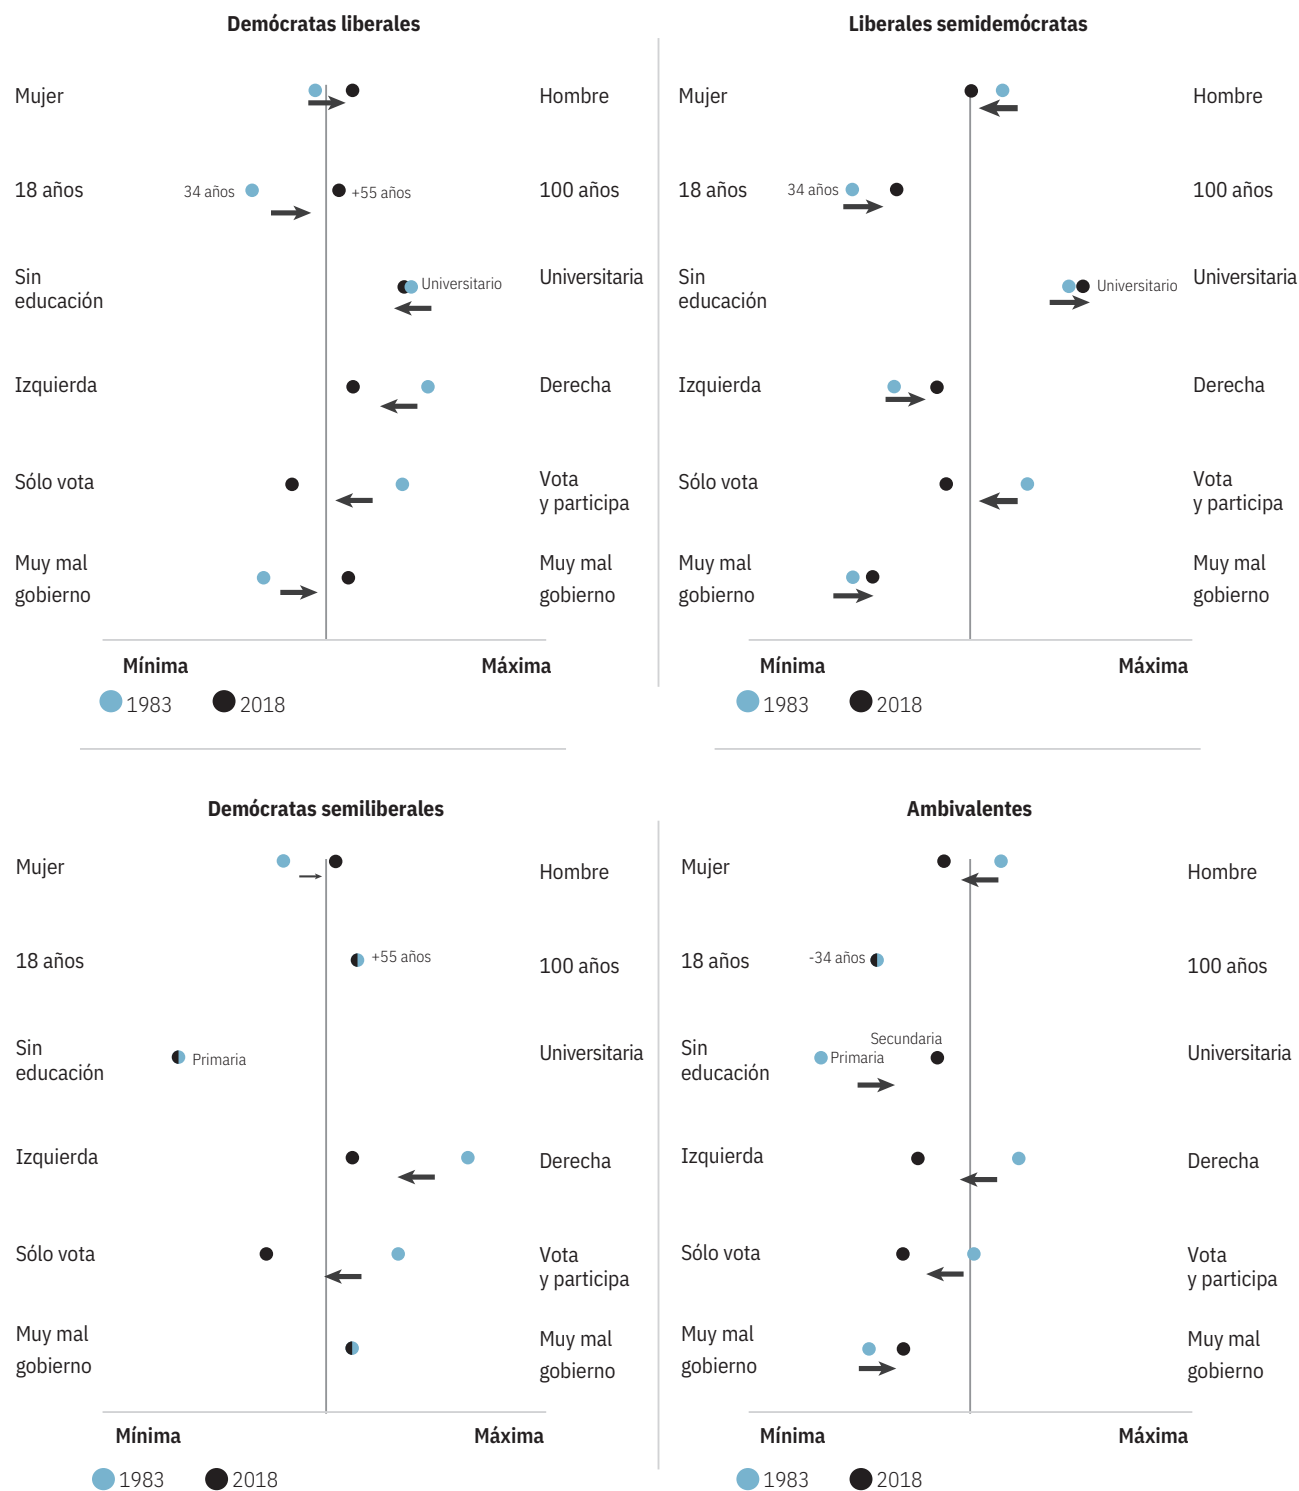 Demócratas liberales
Mujer
Hombre
18 años
34 años
+55 años
100 años
Sin
educación
Universitario
Universitaria
Izquierda
Derecha
Sólo vota
Vota
y participa
Muy mal
gobierno
Muy mal
gobierno
Mínima
Máxima
1983
2018
Liberales semidemócratas
Mujer
Hombre
18 años
34 años
100 años
Sin
educación
Universitario
Universitaria
Izquierda
Derecha
Sólo vota
Vota
y participa
Muy mal
gobierno
Muy mal
gobierno
Mínima
Máxima
1983
2018
Demócratas semiliberales
Mujer
Hombre
18 años
+55 años
100 años
Sin
educación
Primaria
Universitaria
Izquierda
Derecha
Sólo vota
Vota
y participa
Muy mal
gobierno
Muy mal
gobierno
Mínima
Máxima
1983
2018
Ambivalentes
Mujer
Hombre
18 años
-34 años
100 años
Sin
educación
Secundaria
Primaria
Universitaria
Izquierda
Derecha
Sólo vota
Vota
y participa
Muy mal
gobierno
Muy mal
gobierno
Mínima
Máxima
1983
2018